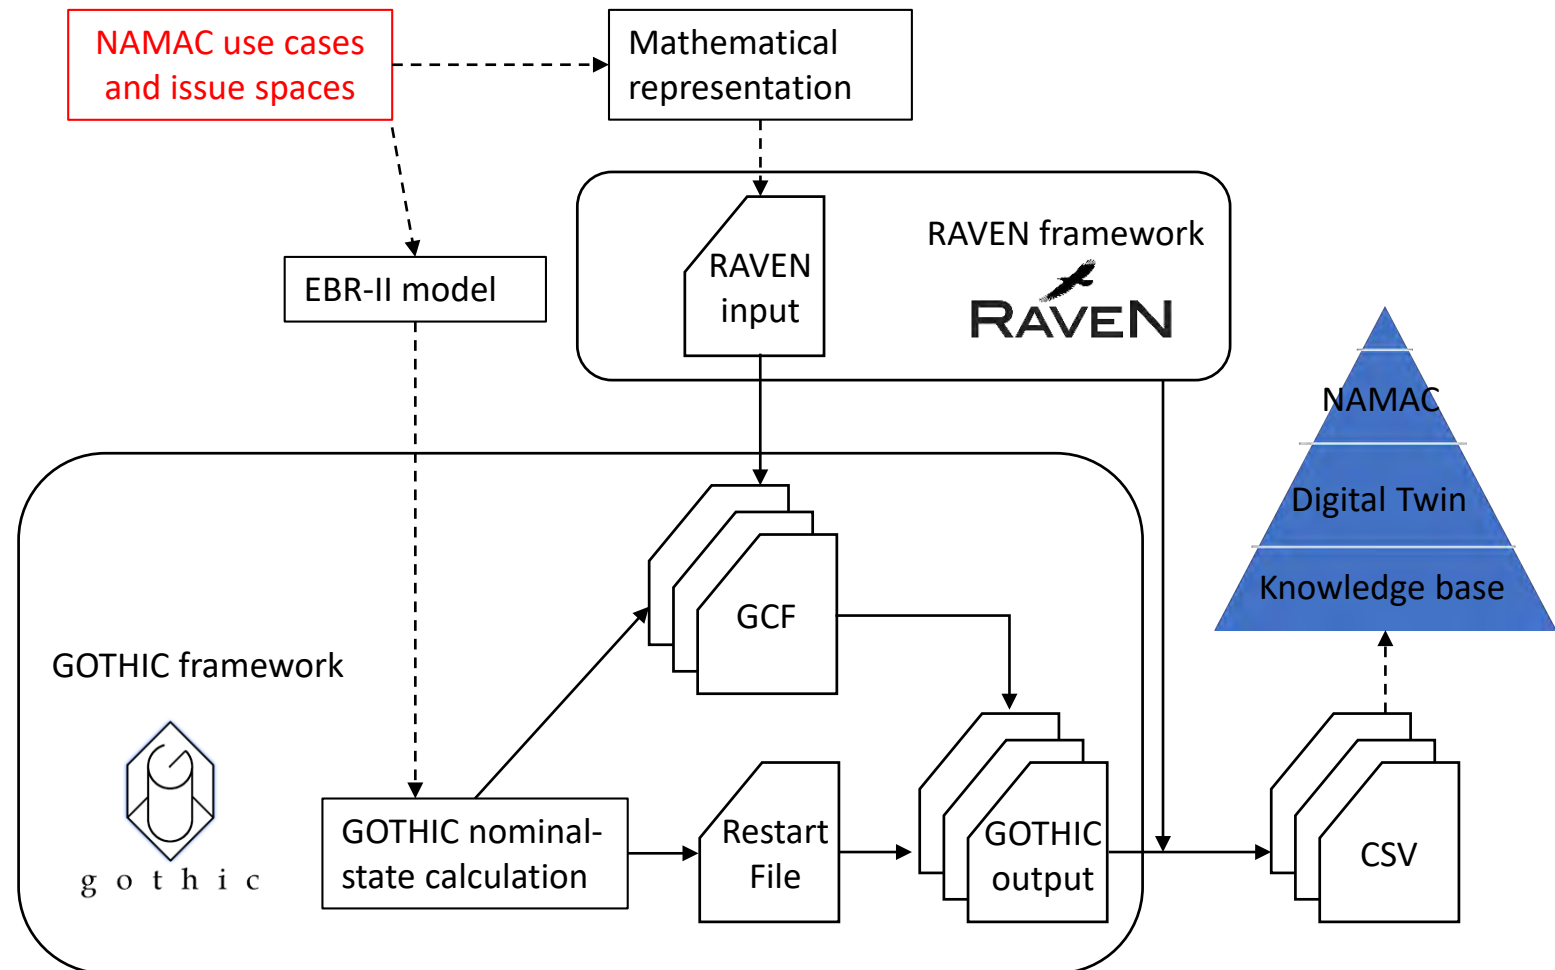 NAMAC use cases
and issue spaces
Mathematical
representation
RAVEN framework
RAVEN
RAVEN
input
EBR-II model
NAMAC
Digital Twin
Knowledge base
GCF
GOTHIC framework
gothic
GOTHIC nominal-
state calculation
Restart
File
GOTHIC
output
CSV